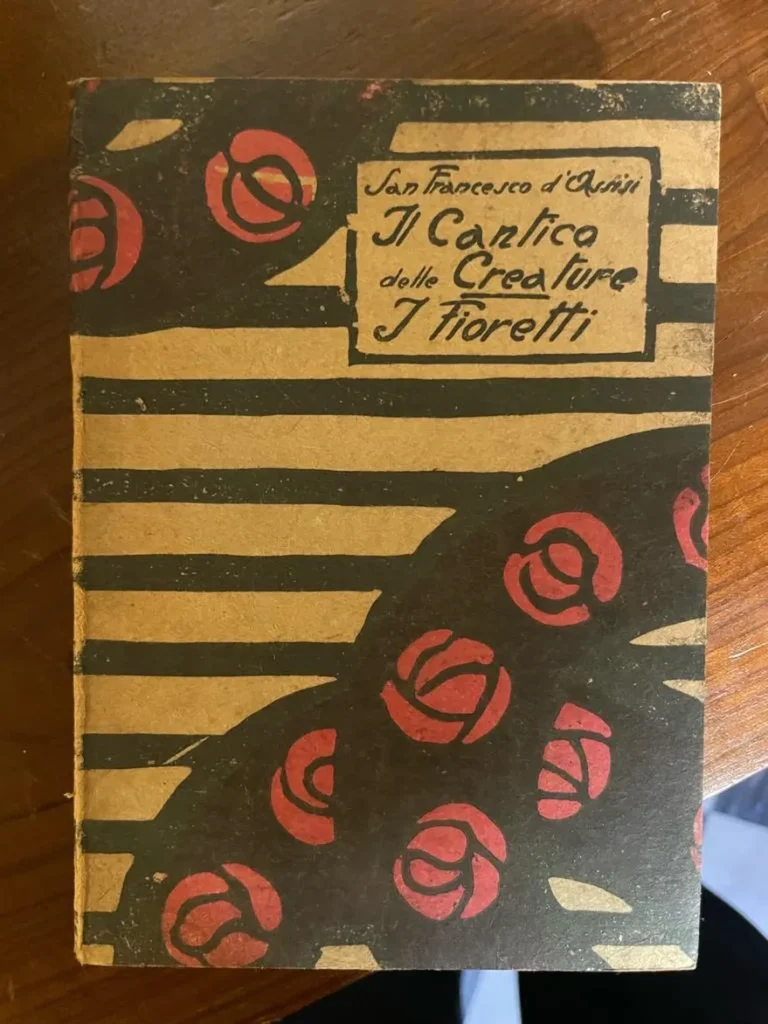 San Francesco d'Assisi
Il Cantico
delle Creature
I Fioretti